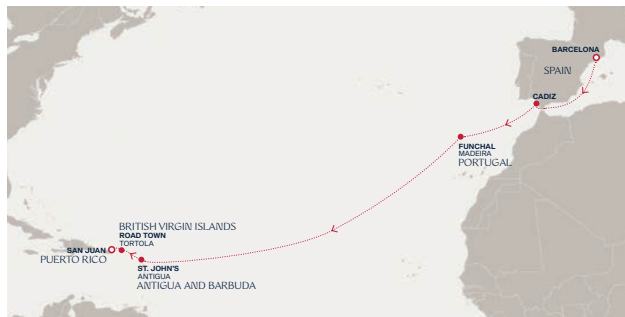 BARCELONA
SPAIN
CADIZ
FUNCHAL
MADEIRA
PORTUGAL
BRITISH VIRGIN ISLANDS
ROAD TOWN
TORTOLA
SAN JUAN
PUERTO RICO
ST. JOHN'S
ANTIGUA
ANTIGUA AND BARBUDA